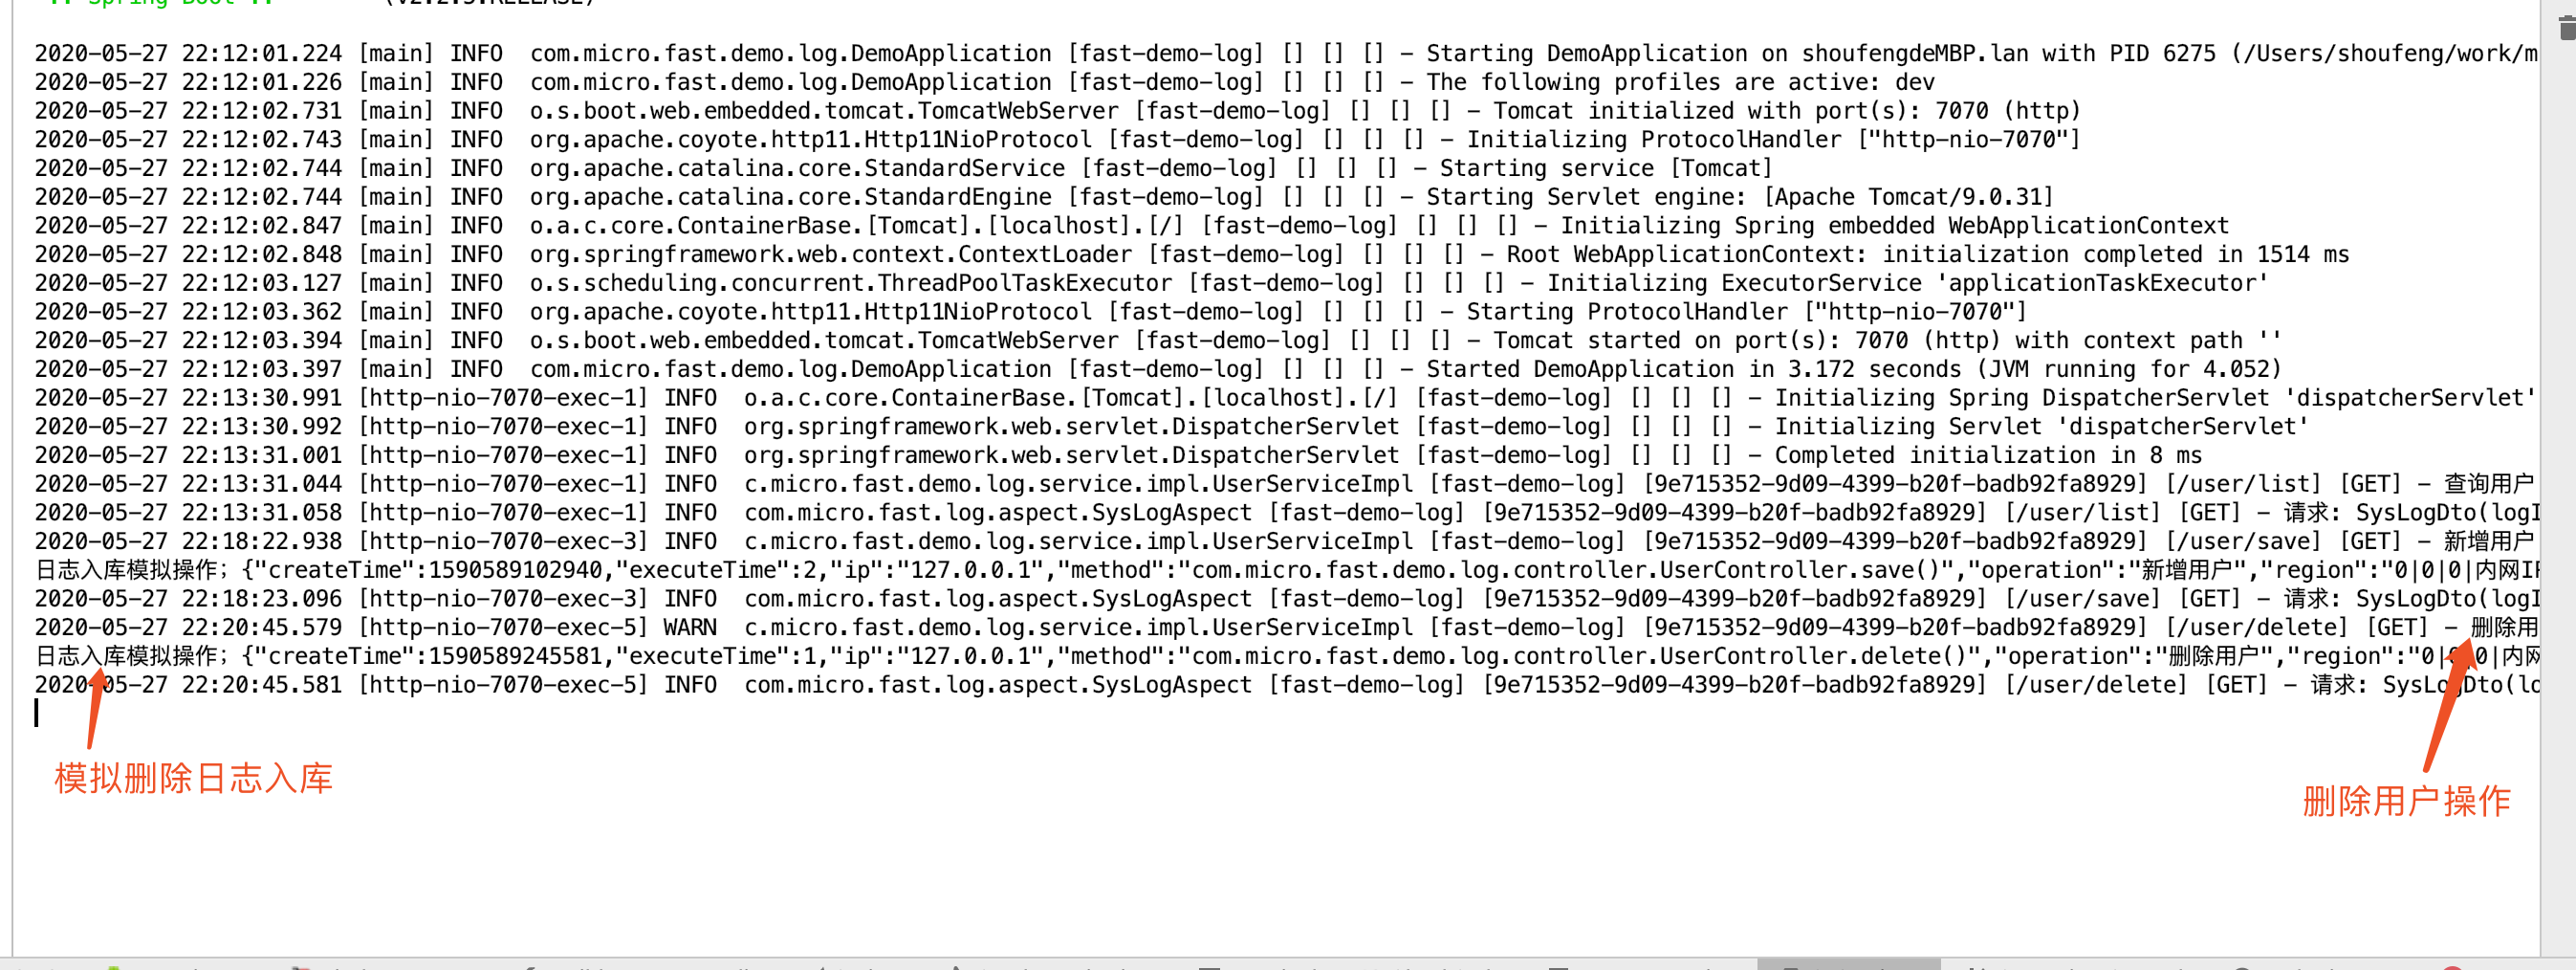 :: Spring Boot ::        (v2.2.5.RELEASE)
2020-05-27 22:12:01.224 [main] INFO  com.micro.fast.demo.log.DemoApplication [fast-demo-log] [] [] [] - Starting DemoApplication on shoufengdeMBP.lan with PID 6275 (/Users/shoufeng/work/m
2020-05-27 22:12:01.226 [main] INFO  com.micro.fast.demo.log.DemoApplication [fast-demo-log] [] [] [] - The following profiles are active: dev
2020-05-27 22:12:02.731 [main] INFO  o.s.boot.web.embedded.tomcat.TomcatWebServer [fast-demo-log] [] [] [] - Tomcat initialized with port(s): 7070 (http)
2020-05-27 22:12:02.743 [main] INFO  org.apache.coyote.http11.Http11NioProtocol [fast-demo-log] [] [] [] - Initializing ProtocolHandler ["http-nio-7070"]
2020-05-27 22:12:02.744 [main] INFO  org.apache.catalina.core.StandardService [fast-demo-log] [] [] [] - Starting service [Tomcat]
2020-05-27 22:12:02.744 [main] INFO  org.apache.catalina.core.StandardEngine [fast-demo-log] [] [] [] - Starting Servlet engine: [Apache Tomcat/9.0.31]
2020-05-27 22:12:02.847 [main] INFO  o.a.c.core.ContainerBase.[Tomcat].[localhost].[/] [fast-demo-log] [] [] [] - Initializing Spring embedded WebApplicationContext
2020-05-27 22:12:02.848 [main] INFO  org.springframework.web.context.ContextLoader [fast-demo-log] [] [] [] - Root WebApplicationContext: initialization completed in 1514 ms
2020-05-27 22:12:03.127 [main] INFO  o.s.scheduling.concurrent.ThreadPoolTaskExecutor [fast-demo-log] [] [] [] - Initializing ExecutorService 'applicationTaskExecutor'
2020-05-27 22:12:03.362 [main] INFO  org.apache.coyote.http11.Http11NioProtocol [fast-demo-log] [] [] [] - Starting ProtocolHandler ["http-nio-7070"]
2020-05-27 22:12:03.394 [main] INFO  o.s.boot.web.embedded.tomcat.TomcatWebServer [fast-demo-log] [] [] [] - Tomcat started on port(s): 7070 (http) with context path ''
2020-05-27 22:12:03.397 [main] INFO  com.micro.fast.demo.log.DemoApplication [fast-demo-log] [] [] [] - Started DemoApplication in 3.172 seconds (JVM running for 4.052)
2020-05-27 22:13:30.991 [http-nio-7070-exec-1] INFO  o.a.c.core.ContainerBase.[Tomcat].[localhost].[/] [fast-demo-log] [] [] [] - Initializing Spring DispatcherServlet 'dispatcherServlet'
2020-05-27 22:13:30.992 [http-nio-7070-exec-1] INFO  org.springframework.web.servlet.DispatcherServlet [fast-demo-log] [] [] [] - Initializing Servlet 'dispatcherServlet'
2020-05-27 22:13:31.001 [http-nio-7070-exec-1] INFO  org.springframework.web.servlet.DispatcherServlet [fast-demo-log] [] [] [] - Completed initialization in 8 ms
2020-05-27 22:13:31.044 [http-nio-7070-exec-1] INFO  c.micro.fast.demo.log.service.impl.UserServiceImpl [fast-demo-log] [9e715352-9d09-4399-b20f-badb92fa8929] [/user/list] [GET] - 查询用户
2020-05-27 22:13:31.058 [http-nio-7070-exec-1] INFO  com.micro.fast.log.aspect.SysLogAspect [fast-demo-log] [9e715352-9d09-4399-b20f-badb92fa8929] [/user/list] [GET] - 请求: SysLogDto(logI
2020-05-27 22:18:22.938 [http-nio-7070-exec-3] INFO  c.micro.fast.demo.log.service.impl.UserServiceImpl [fast-demo-log] [9e715352-9d09-4399-b20f-badb92fa8929] [/user/save] [GET] - 新增用户
日志入库模拟操作；{"createTime":1590589102940,"executeTime":2,"ip":"127.0.0.1","method":"com.micro.fast.demo.log.controller.UserController.save()","operation":"新增用户","region":"0|0|0|内网IP
2020-05-27 22:18:23.096 [http-nio-7070-exec-3] INFO  com.micro.fast.log.aspect.SysLogAspect [fast-demo-log] [9e715352-9d09-4399-b20f-badb92fa8929] [/user/save] [GET] - 请求: SysLogDto(logI
2020-05-27 22:20:45.579 [http-nio-7070-exec-5] WARN  c.micro.fast.demo.log.service.impl.UserServiceImpl [fast-demo-log] [9e715352-9d09-4399-b20f-badb92fa8929] [/user/delete] [GET] - 删除用
日志入库模拟操作；{"createTime":1590589245581,"executeTime":1,"ip":"127.0.0.1","method":"com.micro.fast.demo.log.controller.UserController.delete()","operation":"删除用户","region":"0|0|0|内网
2020-05-27 22:20:45.581 [http-nio-7070-exec-5] INFO  com.micro.fast.log.aspect.SysLogAspect [fast-demo-log] [9e715352-9d09-4399-b20f-badb92fa8929] [/user/delete] [GET] - 请求: SysLogDto(lo
模拟删除日志入库
删除用户操作